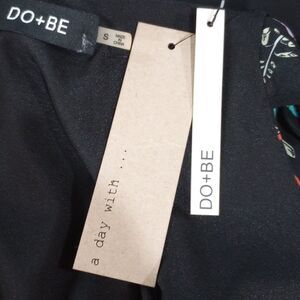 DO+BE
S
MADE
IN
CHINA
a day with ...
DO+BE